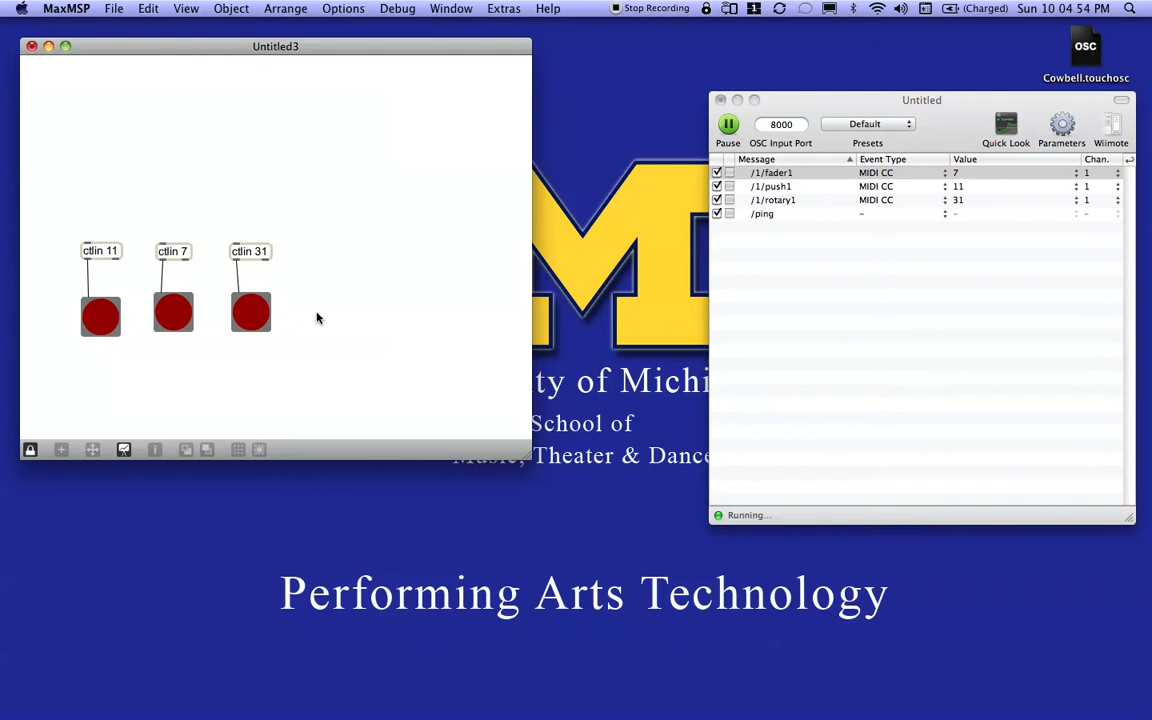 MaxMSP File Edit View Object Arrange Options Debug Window Extras Help Stop Recording 1 (Charged) Sun 10 04 54 PM
Untitled3
OSC
Cowbell.touchosc
Untitled
8000 Default
Pause OSC Input Port Presets Quick Look Parameters Wiimote
Message Event Type Value Chan.
/1/fader1 MIDI CC 7 1
/1/push1 MIDI CC 11 1
/1/rotary1 MIDI CC 31 1
/ping – – –
ctlin 11 ctlin 7 ctlin 31
M
ty of Michi
School of
Music, Theater & Dance
Running...
Performing Arts Technology